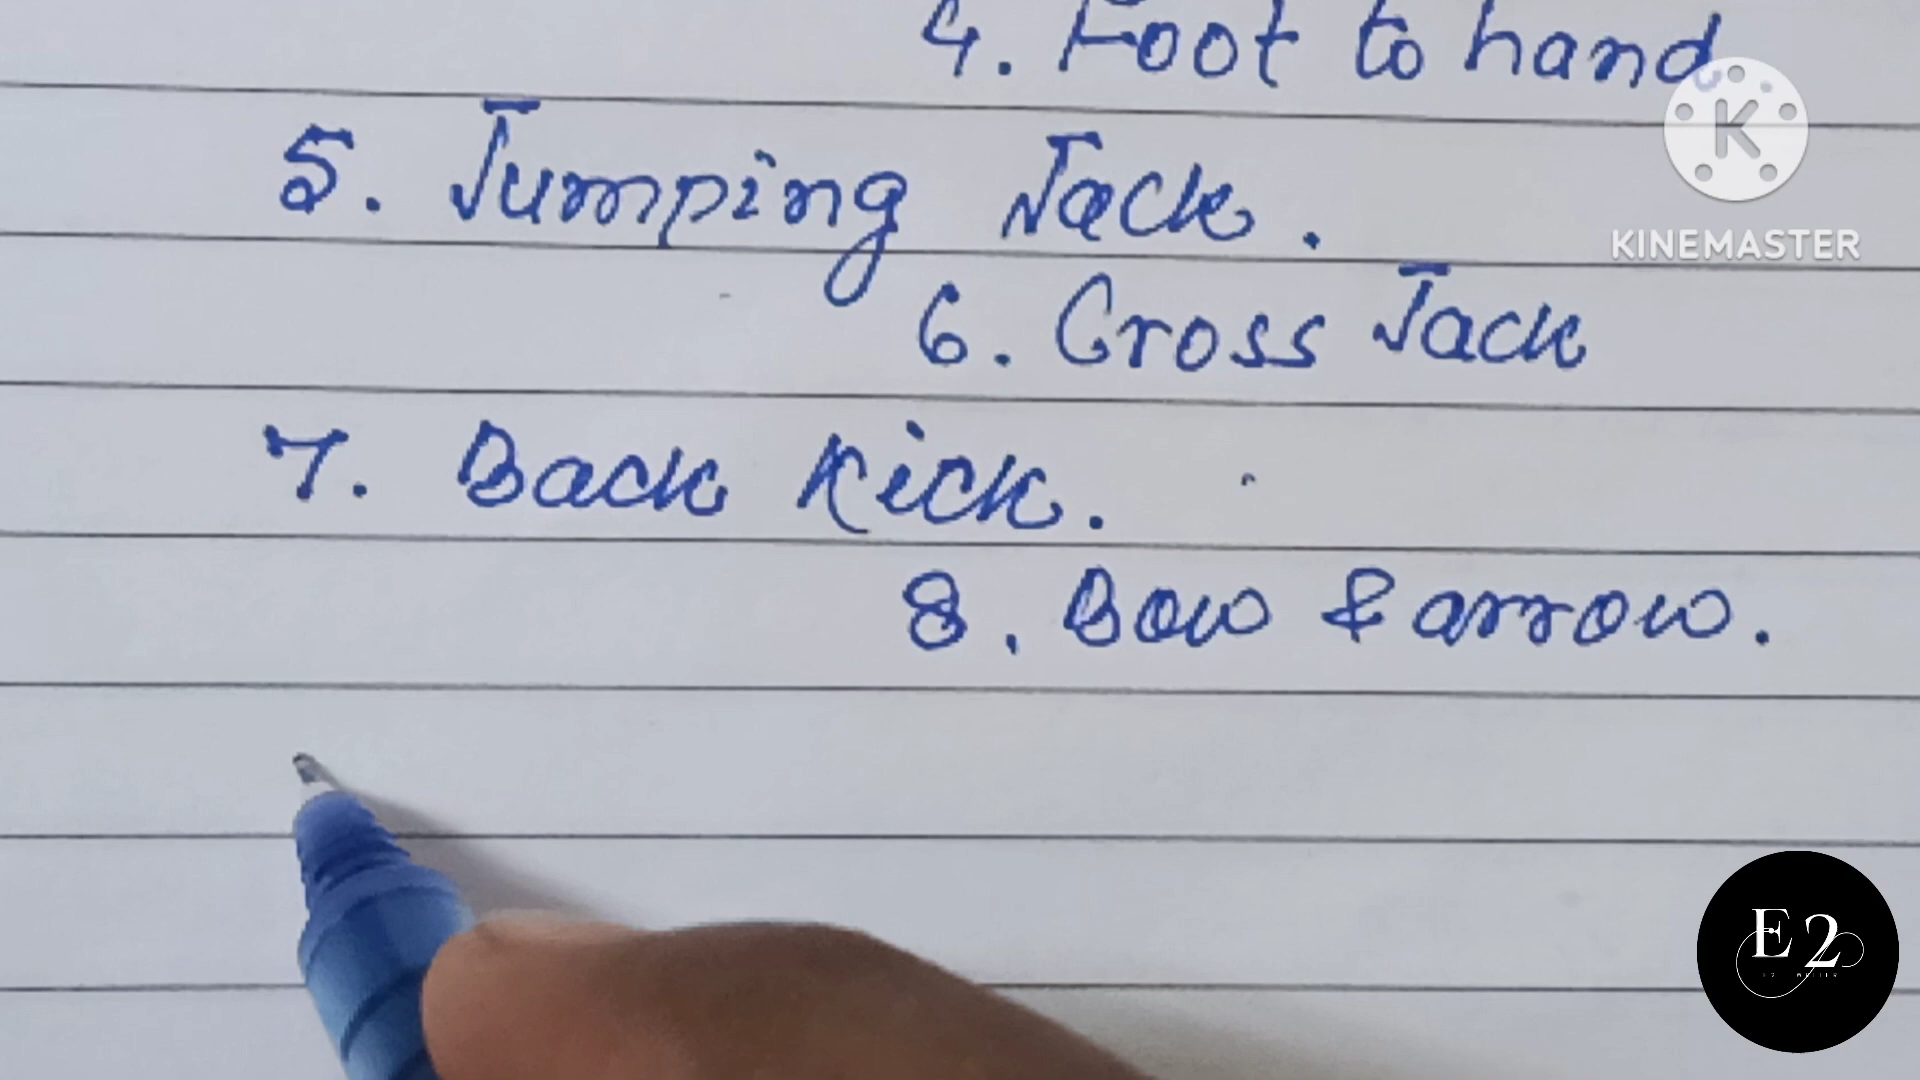 4. Foot to hand.
5. Jumping Jack.
6. Cross Jack
7. Back Kick.
8. Bow & arrow.
K
KINEMASTER
E2